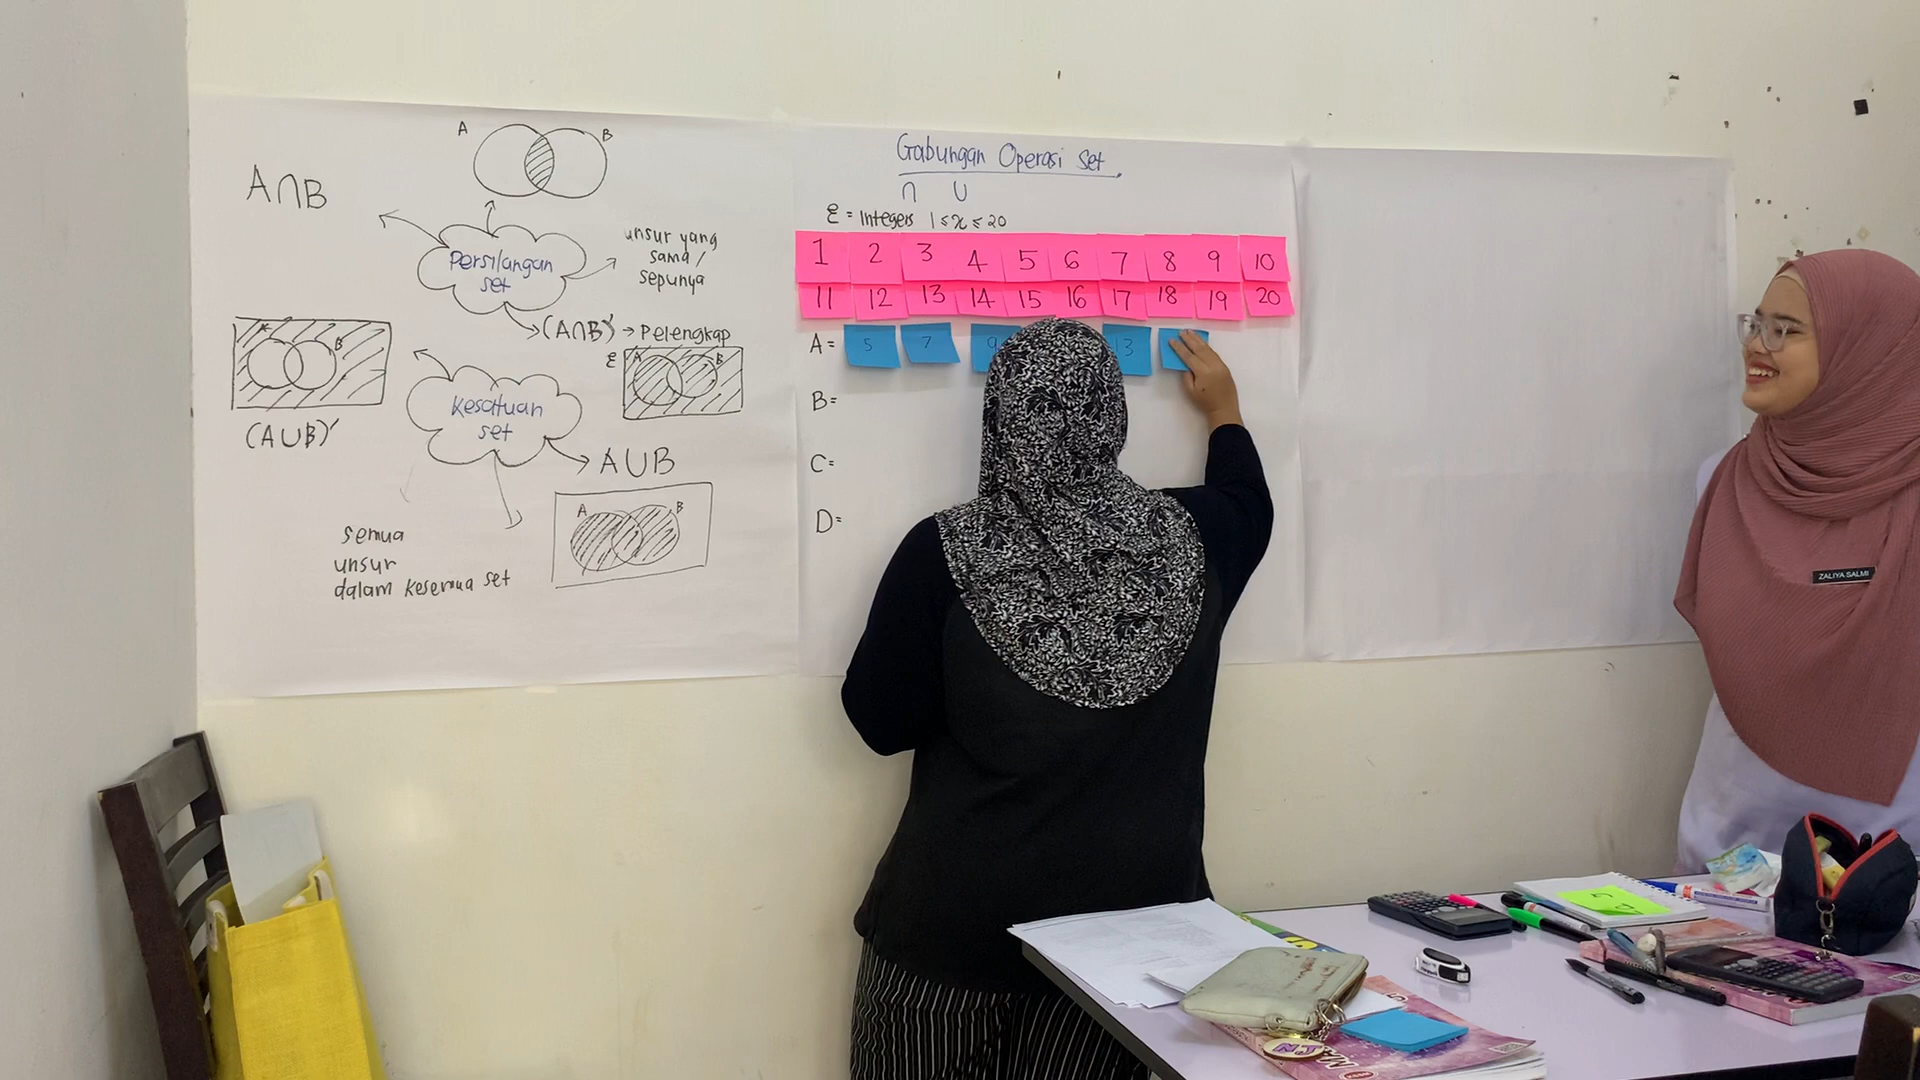 A B
A∩B
Persilangan
set
unsur yang
sama /
sepunya
(A∩B)' → Pelengkap
ε A B
A B
(A∪B)'
Kesatuan
set
A∪B
A B
semua
unsur
dalam kesemua set
Gabungan Operasi Set
∩ ∪
ε = Integers 1 ≤ x ≤ 20
1 2 3 4 5 6 7 8 9 10
11 12 13 14 15 16 17 18 19 20
A= 5 7 9 13
B=
C=
D=
ZALIYA SALMI